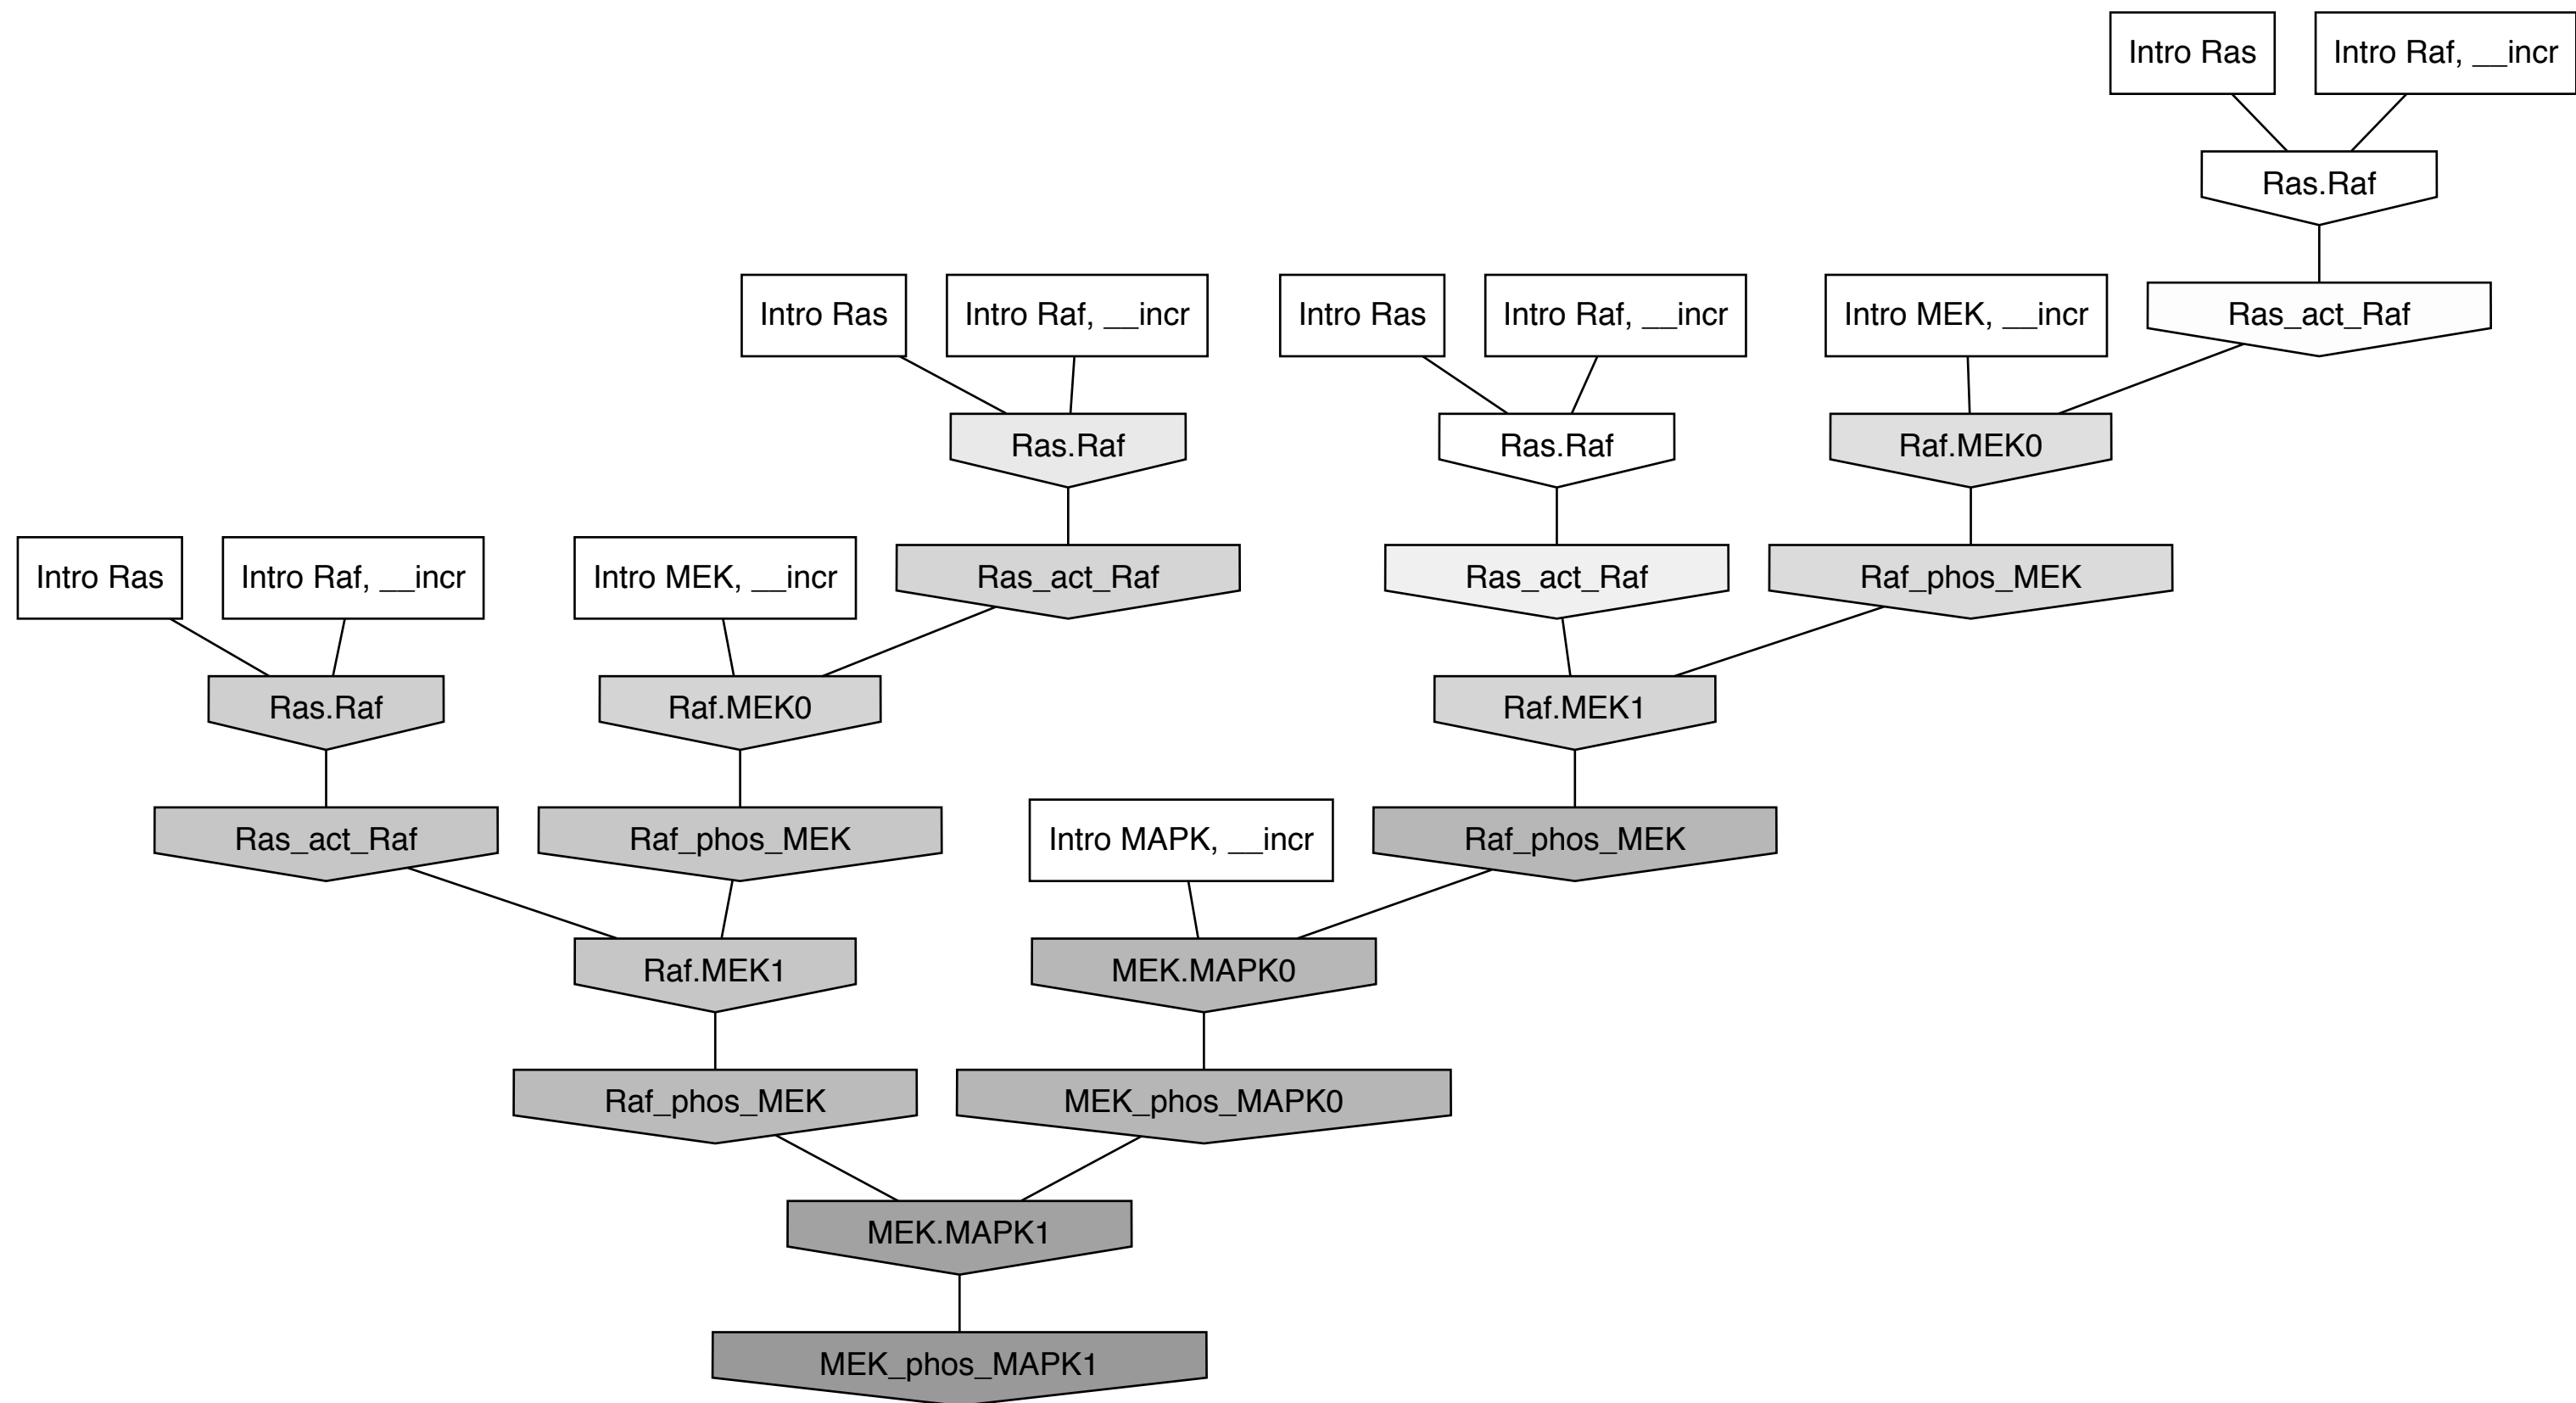 Intro Ras
Intro Raf, __incr
Ras.Raf
Intro Ras
Intro Raf, __incr
Intro Ras
Intro Raf, __incr
Intro MEK, __incr
Ras_act_Raf
Ras.Raf
Ras.Raf
Raf.MEK0
Intro Ras
Intro Raf, __incr
Intro MEK, __incr
Ras_act_Raf
Ras_act_Raf
Raf_phos_MEK
Ras.Raf
Raf.MEK0
Raf.MEK1
Ras_act_Raf
Raf_phos_MEK
Intro MAPK, __incr
Raf_phos_MEK
Raf.MEK1
MEK.MAPK0
Raf_phos_MEK
MEK_phos_MAPK0
MEK.MAPK1
MEK_phos_MAPK1